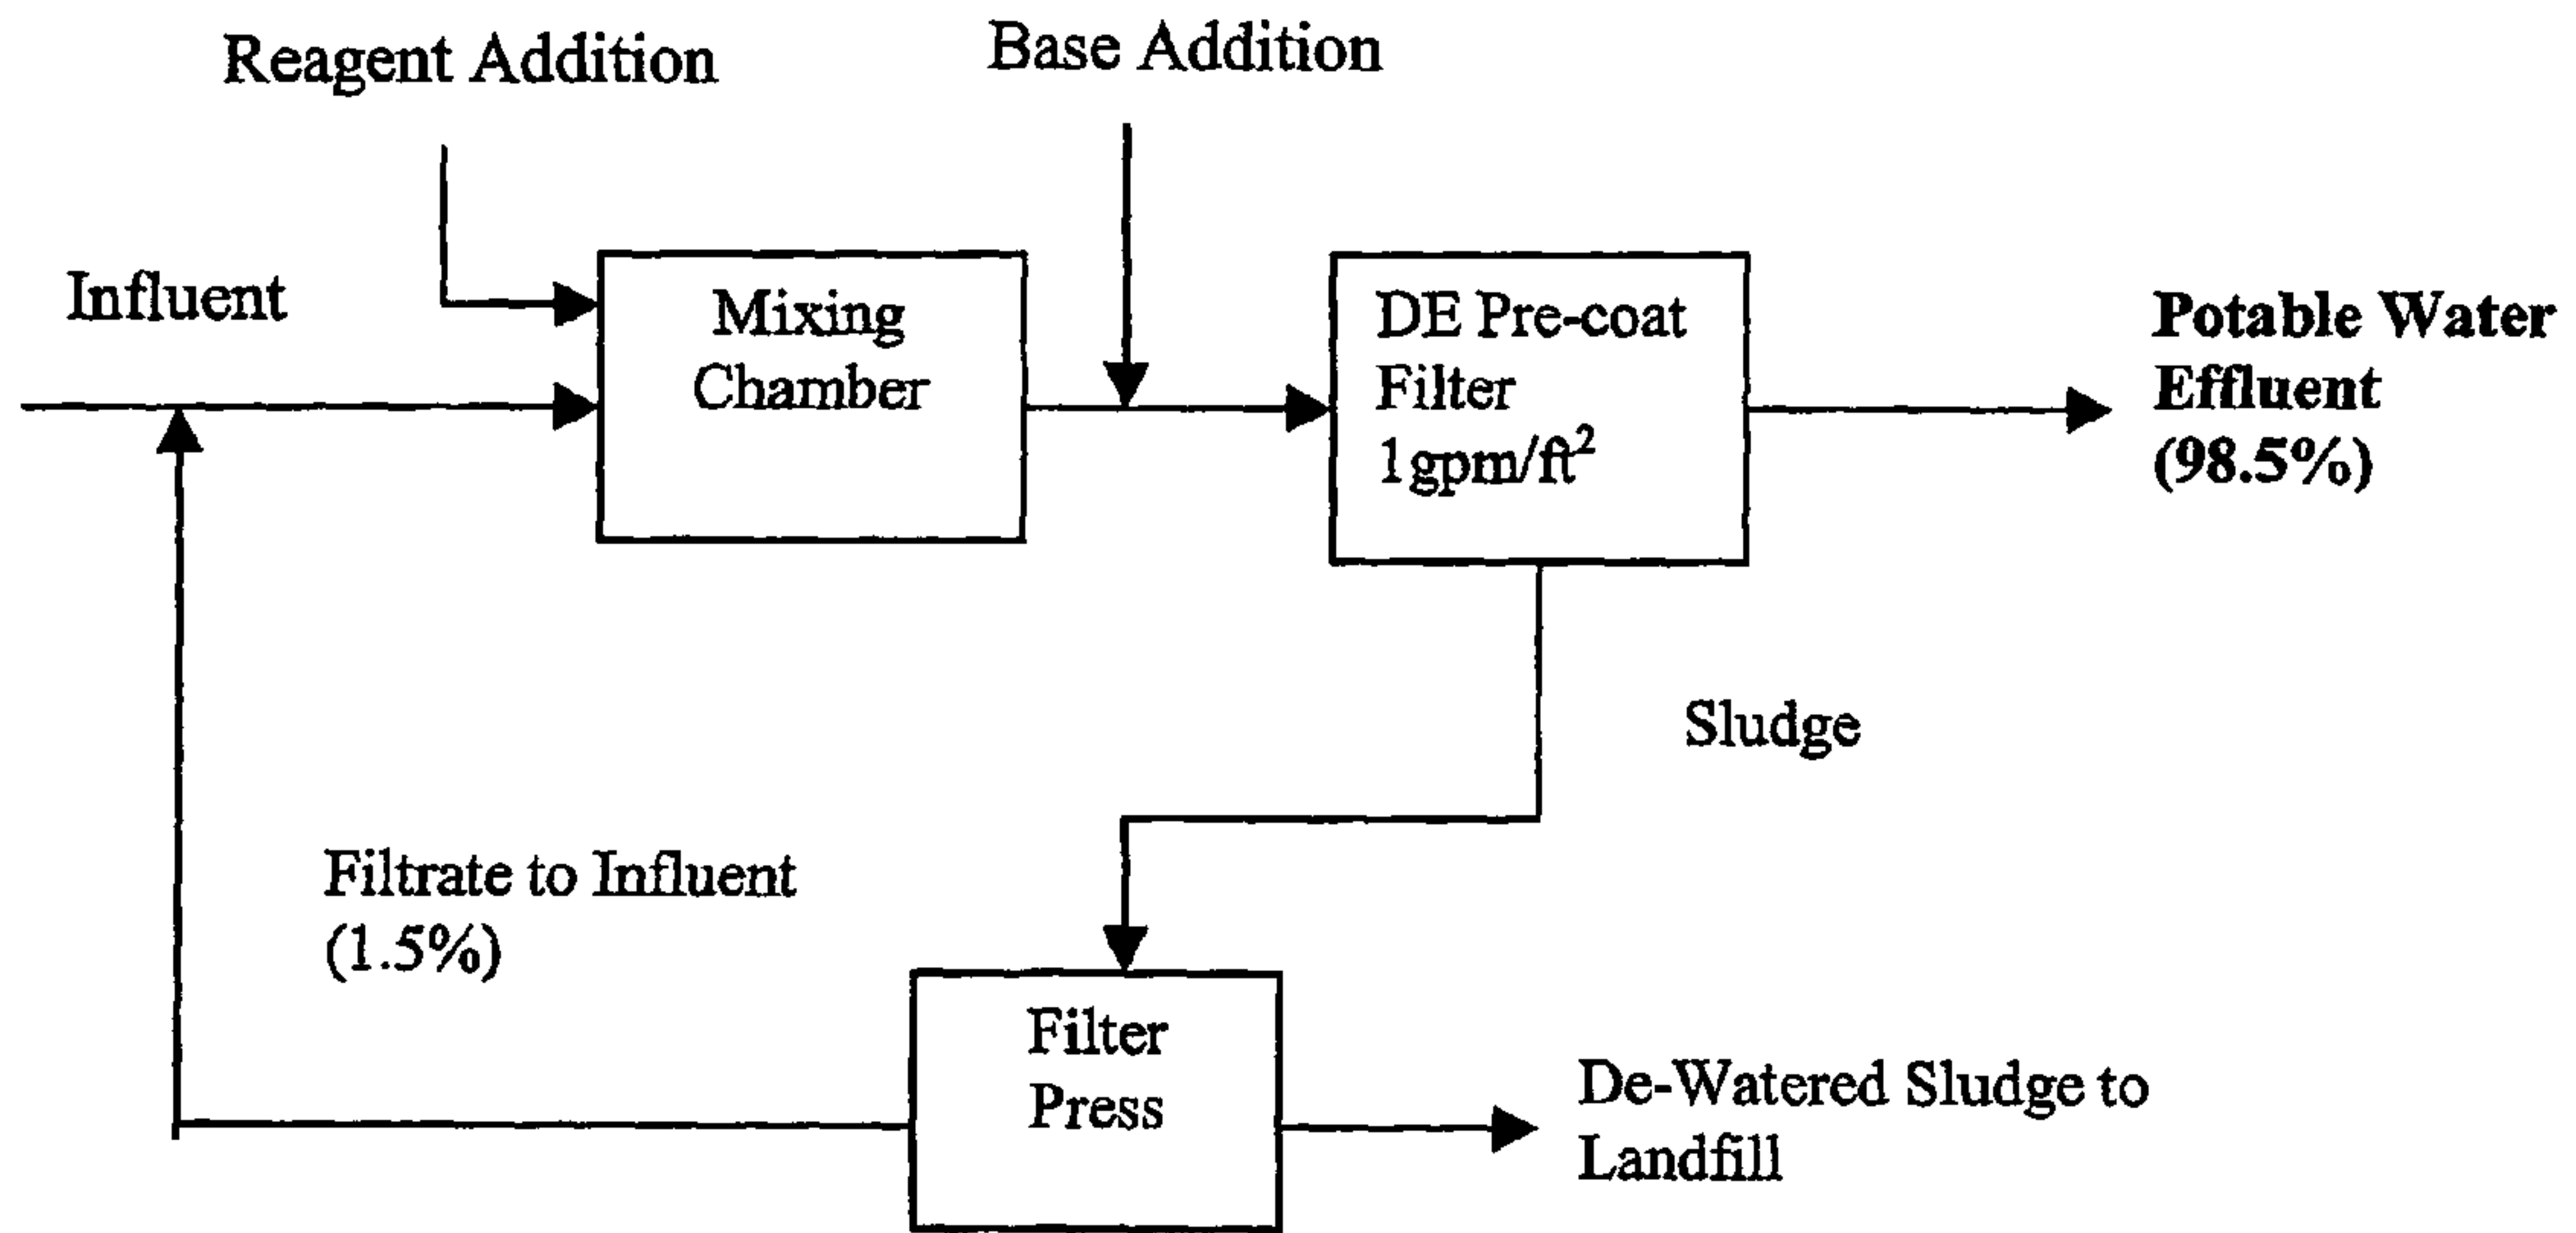 Reagent Addition
Base Addition
Influent
Mixing
Chamber
DE Pre-coat
Filter
1gpm/ft²
Potable Water
Effluent
(98.5%)
Sludge
Filtrate to Influent
(1.5%)
Filter
Press
De-Watered Sludge to
Landfill